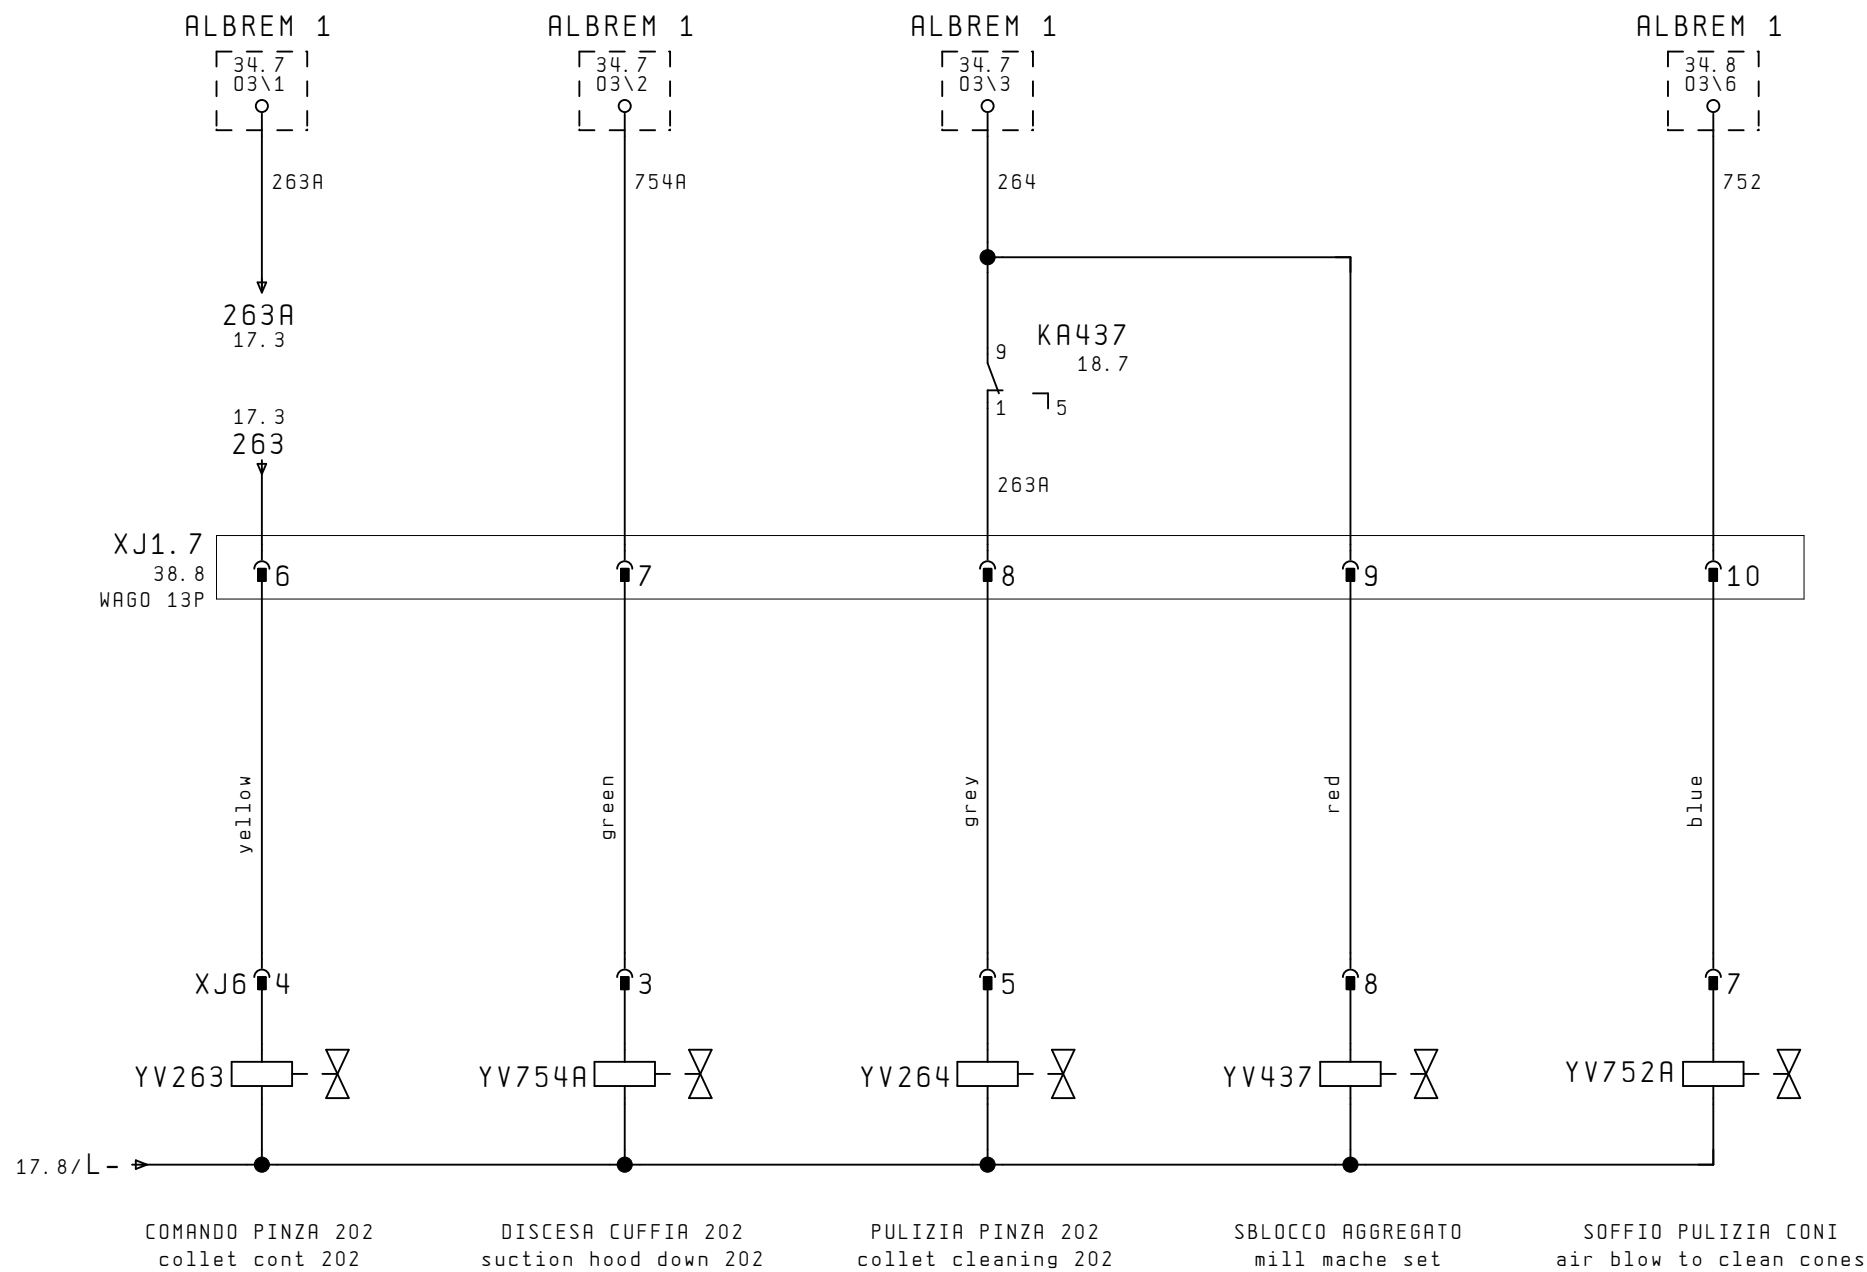 ALBREM 1 ALBREM 1 ALBREM 1 ALBREM 1
34.7 34.7 34.7 34.8
03\1 03\2 03\3 03\6
263A 754A 264 752
263A
17.3
KA437
9
18.7
1 5
17.3
263
263A
XJ1.7
38.8
WAGO 13P
6 7 8 9 10
yellow green grey red blue
XJ6 4 3 5 8 7
YV263 YV754A YV264 YV437 YV752A
17.8/L-
COMANDO PINZA 202 DISCESA CUFFIA 202 PULIZIA PINZA 202 SBLOCCO AGGREGATO SOFFIO PULIZIA CONI
collet cont 202 suction hood down 202 collet cleaning 202 mill mache set air blow to clean cones